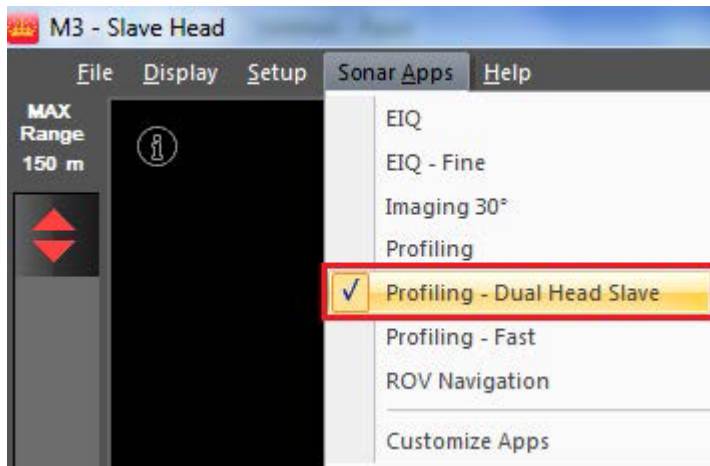 M3 - Slave Head
File Display Setup Sonar Apps Help
MAX
Range
150 m
EIQ
EIQ - Fine
Imaging 30°
Profiling
Profiling - Dual Head Slave
Profiling - Fast
ROV Navigation
Customize Apps